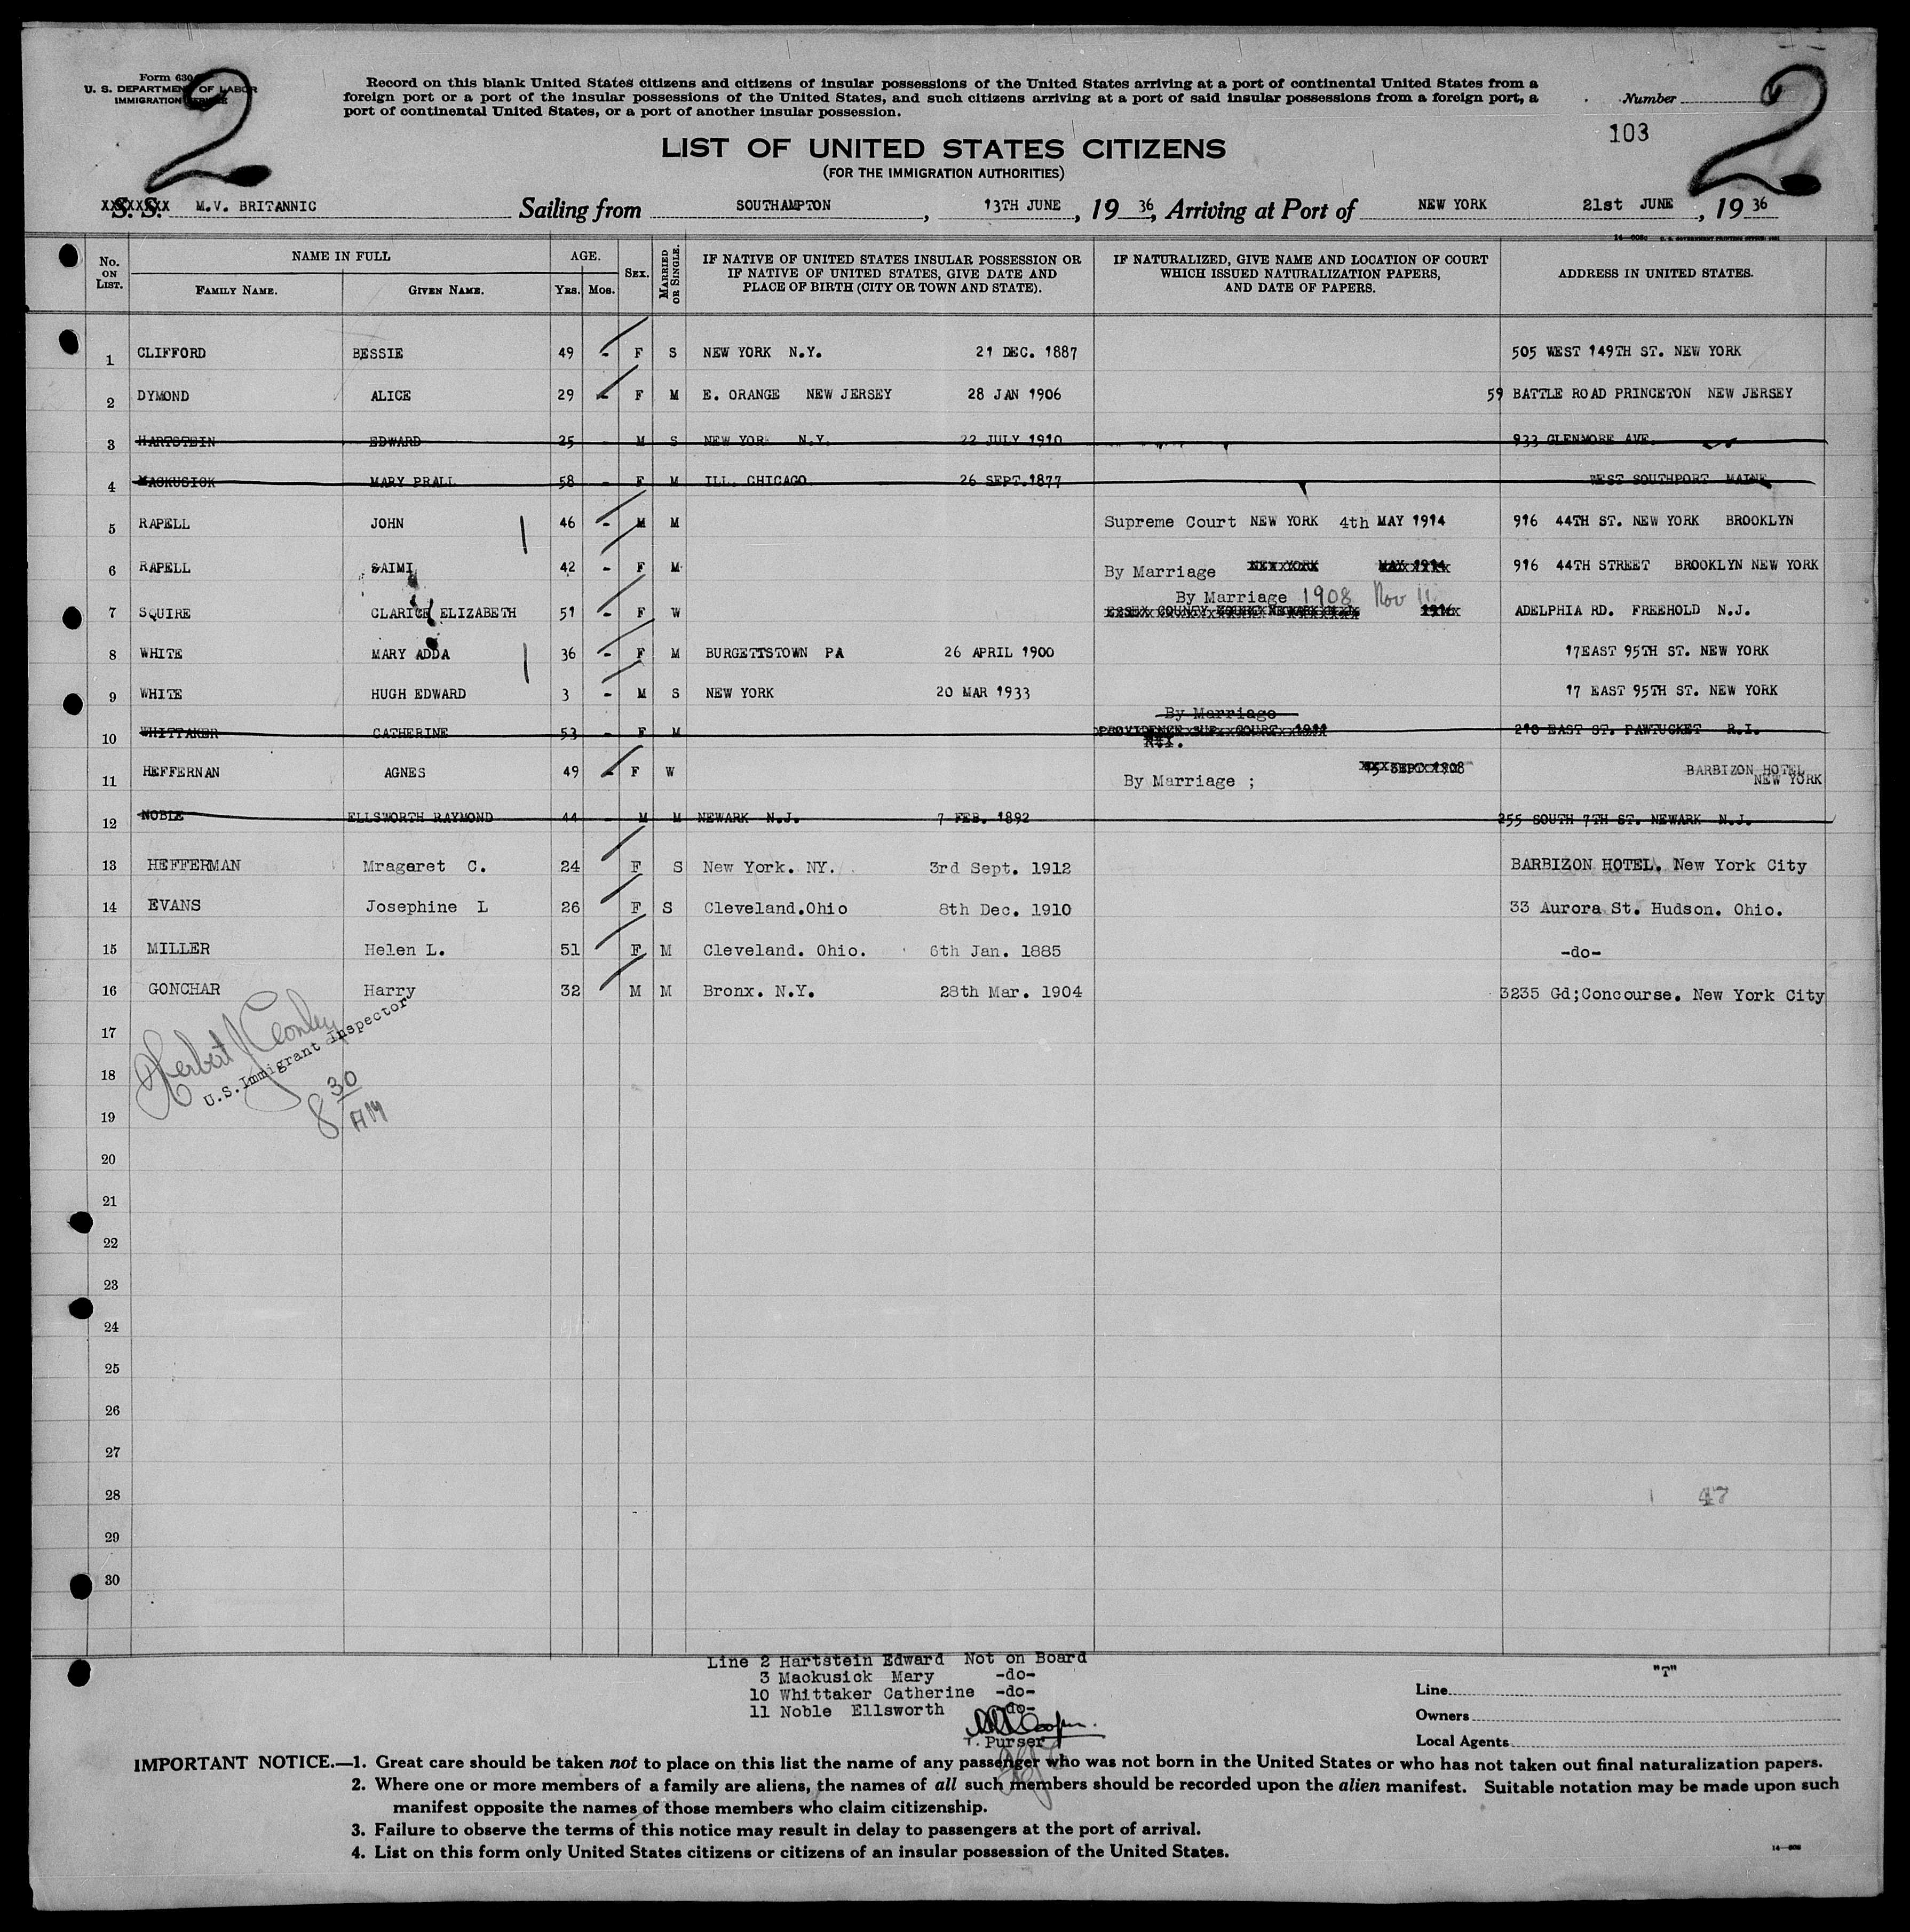 Form 630
U. S. DEPARTMENT OF LABOR
IMMIGRATION SERVICE
2
Record on this blank United States citizens and citizens of insular possessions of the United States arriving at a port of continental United States from a
foreign port or a port of the insular possessions of the United States, and such citizens arriving at a port of said insular possessions from a foreign port, a
port of continental United States, or a port of another insular possession.
Number
103
2
LIST OF UNITED STATES CITIZENS
(FOR THE IMMIGRATION AUTHORITIES)
S. S. M.V. BRITANNIC Sailing from SOUTHAMPTON, 13TH JUNE, 19 36, Arriving at Port of NEW YORK 21st JUNE, 19 36
No. ON LIST.
NAME IN FULL
FAMILY NAME. GIVEN NAME.
AGE.
YRS. MOS.
SEX.
MARRIED OR SINGLE.
IF NATIVE OF UNITED STATES INSULAR POSSESSION OR
IF NATIVE OF UNITED STATES, GIVE DATE AND
PLACE OF BIRTH (CITY OR TOWN AND STATE).
IF NATURALIZED, GIVE NAME AND LOCATION OF COURT
WHICH ISSUED NATURALIZATION PAPERS,
AND DATE OF PAPERS.
ADDRESS IN UNITED STATES.
1 CLIFFORD BESSIE 49 - F S NEW YORK N.Y. 21 DEC. 1887 505 WEST 149TH ST. NEW YORK
2 DYMOND ALICE 29 - F M E. ORANGE NEW JERSEY 28 JAN 1906 59 BATTLE ROAD PRINCETON NEW JERSEY
3 HARTSTEIN EDWARD 25 - M S NEW YORK N.Y. 22 JULY 1910 933 GLENMORE AVE.
4 MACKUSICK MARY PRALL 58 - F M ILL. CHICAGO 26 SEPT.1877 WEST SOUTHPORT MAINE
5 RAPELL JOHN 46 - M M Supreme Court NEW YORK 4th MAY 1914 916 44TH ST. NEW YORK BROOKLYN
6 RAPELL SAIMI 42 - F M By Marriage NEW YORK MAY 1914 916 44TH STREET BROOKLYN NEW YORK
By Marriage 1908 Nov 11
7 SQUIRE CLARICE ELIZABETH 51 - F W ESSEX COUNTY 1916 ADELPHIA RD. FREEHOLD N.J.
8 WHITE MARY ADDA 36 - F M BURGETTSTOWN PA 26 APRIL 1900 17EAST 95TH ST. NEW YORK
9 WHITE HUGH EDWARD 3 - M S NEW YORK 20 MAR 1933 17 EAST 95TH ST. NEW YORK
By Marriage
10 WHITTAKER CATHERINE 53 - F M PROVIDENCE SUP. COURT 1911 210 EAST ST. PAWTUCKET R.I.
R.I.
11 HEFFERNAN AGNES 49 - F W By Marriage ; 15 SEPT 1908 BARBIZON HOTEL
NEW YORK
12 NOBLE ELLSWORTH RAYMOND 44 - M M NEWARK N.J. 7 FEB. 1892 255 SOUTH 7TH ST. NEWARK N.J.
13 HEFFERMAN Mragaret C. 24 F S New York. NY. 3rd Sept. 1912 BARBIZON HOTEL. New York City
14 EVANS Josephine L 26 F S Cleveland.Ohio 8th Dec. 1910 33 Aurora St. Hudson. Ohio.
15 MILLER Helen L. 51 F M Cleveland. Ohio. 6th Jan. 1885 -do-
16 GONCHAR Harry 32 M M Bronx. N.Y. 28th Mar. 1904 3235 Gd;Concourse. New York City
17
Herbert J Conley
U.S. Immigrant Inspector
18
8 30 AM
19
20
21
22
23
24
25
26
27
28 47
29
30
Line 2 Hartstein Edward Not on Board
3 Mackusick Mary -do-
10 Whittaker Catherine -do-
11 Noble Ellsworth -do-
Cooper.
Purser
"T"
Line
Owners
Local Agents
IMPORTANT NOTICE.—1. Great care should be taken not to place on this list the name of any passenger who was not born in the United States or who has not taken out final naturalization papers.
2. Where one or more members of a family are aliens, the names of all such members should be recorded upon the alien manifest. Suitable notation may be made upon such
manifest opposite the names of those members who claim citizenship.
3. Failure to observe the terms of this notice may result in delay to passengers at the port of arrival.
4. List on this form only United States citizens or citizens of an insular possession of the United States.